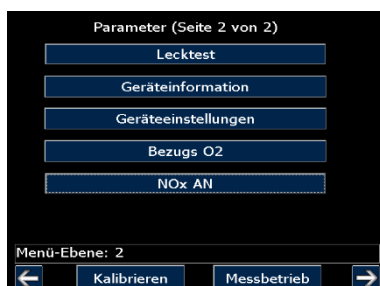 Parameter (Seite 2 von 2)
Lecktest
Geräteinformation
Geräteeinstellungen
Bezugs O2
NOx AN
Menü-Ebene: 2
Kalibrieren Messbetrieb